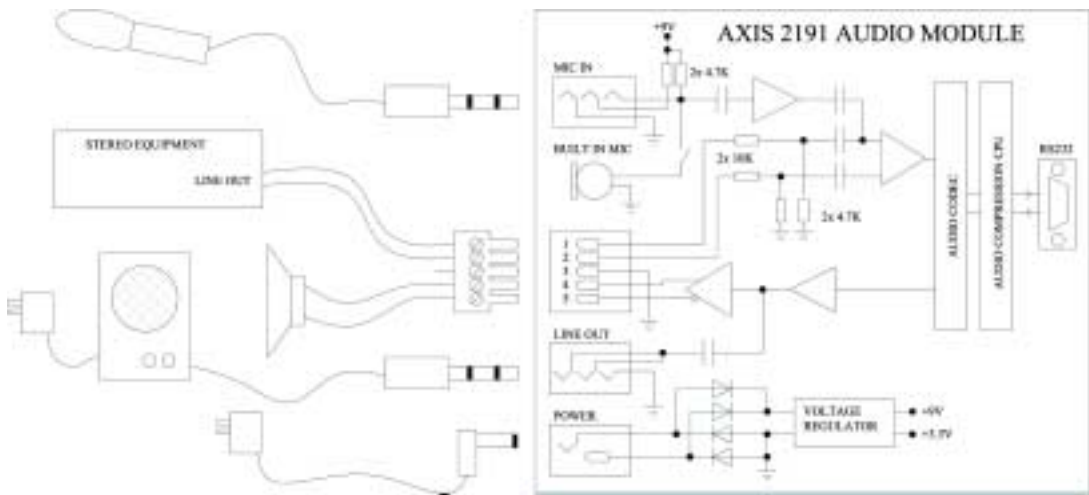 AXIS 2191 AUDIO MODULE
+9V
MIC IN
2x 4.7K
STEREO EQUIPMENT
LINE OUT
BUILT IN MIC
2x 10K
RS232
2x 4.7K
AUDIO CODEC
AUDIO COMPRESSION CPU
1
2
3
4
5
LINE OUT
POWER
VOLTAGE
REGULATOR
+9V
+3.3V